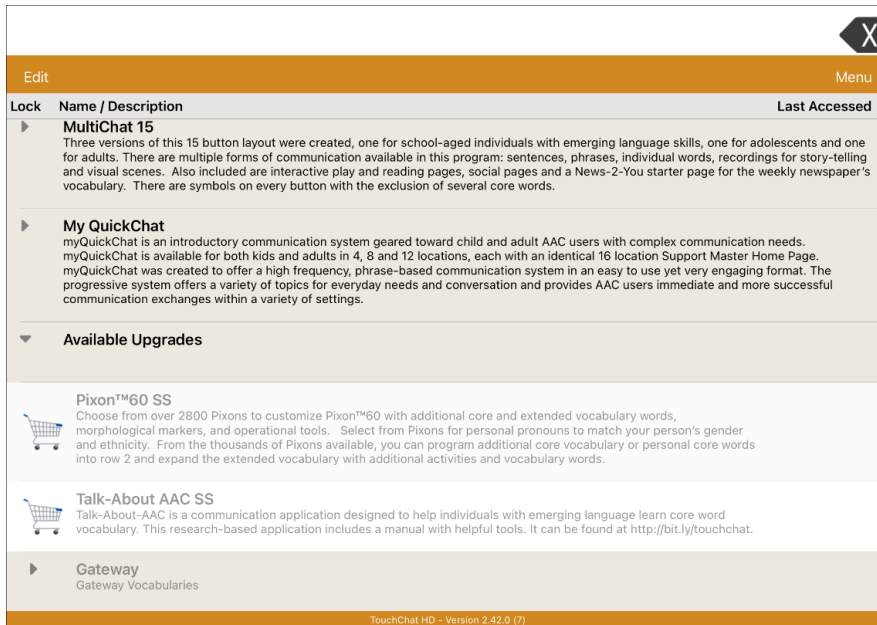 X
Edit
Menu
Lock
Name / Description
Last Accessed
MultiChat 15
Three versions of this 15 button layout were created, one for school-aged individuals with emerging language skills, one for adolescents and one
for adults. There are multiple forms of communication available in this program: sentences, phrases, individual words, recordings for story-telling
and visual scenes.  Also included are interactive play and reading pages, social pages and a News-2-You starter page for the weekly newspaper's
vocabulary.  There are symbols on every button with the exclusion of several core words.
My QuickChat
myQuickChat is an introductory communication system geared toward child and adult AAC users with complex communication needs.
myQuickChat is available for both kids and adults in 4, 8 and 12 locations, each with an identical 16 location Support Master Home Page.
myQuickChat was created to offer a high frequency, phrase-based communication system in an easy to use yet very engaging format. The
progressive system offers a variety of topics for everyday needs and conversation and provides AAC users immediate and more successful
communication exchanges within a variety of settings.
Available Upgrades
Pixon™60 SS
Choose from over 2800 Pixons to customize Pixon™60 with additional core and extended vocabulary words,
morphological markers, and operational tools.   Select from Pixons for personal pronouns to match your person's gender
and ethnicity.  From the thousands of Pixons available, you can program additional core vocabulary or personal core words
into row 2 and expand the extended vocabulary with additional activities and vocabulary words.
Talk-About AAC SS
Talk-About-AAC is a communication application designed to help individuals with emerging language learn core word
vocabulary. This research-based application includes a manual with helpful tools. It can be found at http://bit.ly/touchchat.
Gateway
Gateway Vocabularies
TouchChat HD - Version 2.42.0 (7)